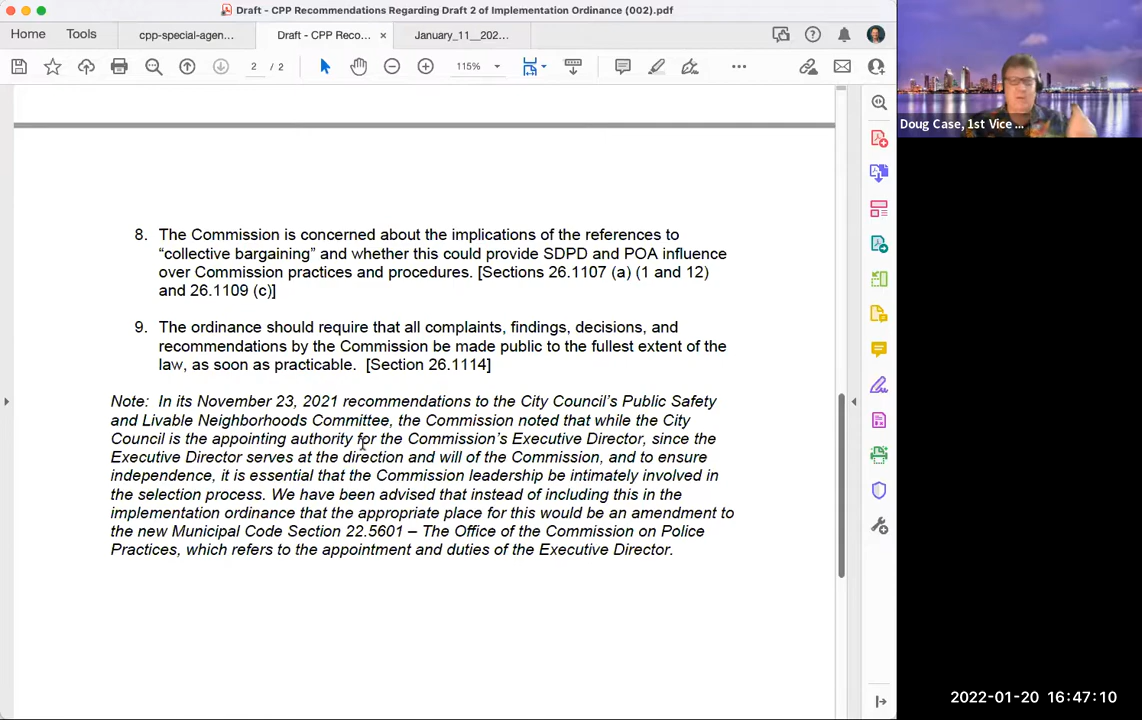 Draft - CPP Recommendations Regarding Draft 2 of Implementation Ordinance (002).pdf
Home Tools cpp-special-agen... Draft - CPP Reco... × January_11__202...
2 / 2 115%
Doug Case, 1st Vice ...
8. The Commission is concerned about the implications of the references to
“collective bargaining” and whether this could provide SDPD and POA influence
over Commission practices and procedures. [Sections 26.1107 (a) (1 and 12)
and 26.1109 (c)]
9. The ordinance should require that all complaints, findings, decisions, and
recommendations by the Commission be made public to the fullest extent of the
law, as soon as practicable. [Section 26.1114]
Note: In its November 23, 2021 recommendations to the City Council’s Public Safety
and Livable Neighborhoods Committee, the Commission noted that while the City
Council is the appointing authority for the Commission’s Executive Director, since the
Executive Director serves at the direction and will of the Commission, and to ensure
independence, it is essential that the Commission leadership be intimately involved in
the selection process. We have been advised that instead of including this in the
implementation ordinance that the appropriate place for this would be an amendment to
the new Municipal Code Section 22.5601 – The Office of the Commission on Police
Practices, which refers to the appointment and duties of the Executive Director.
2022-01-20 16:47:10